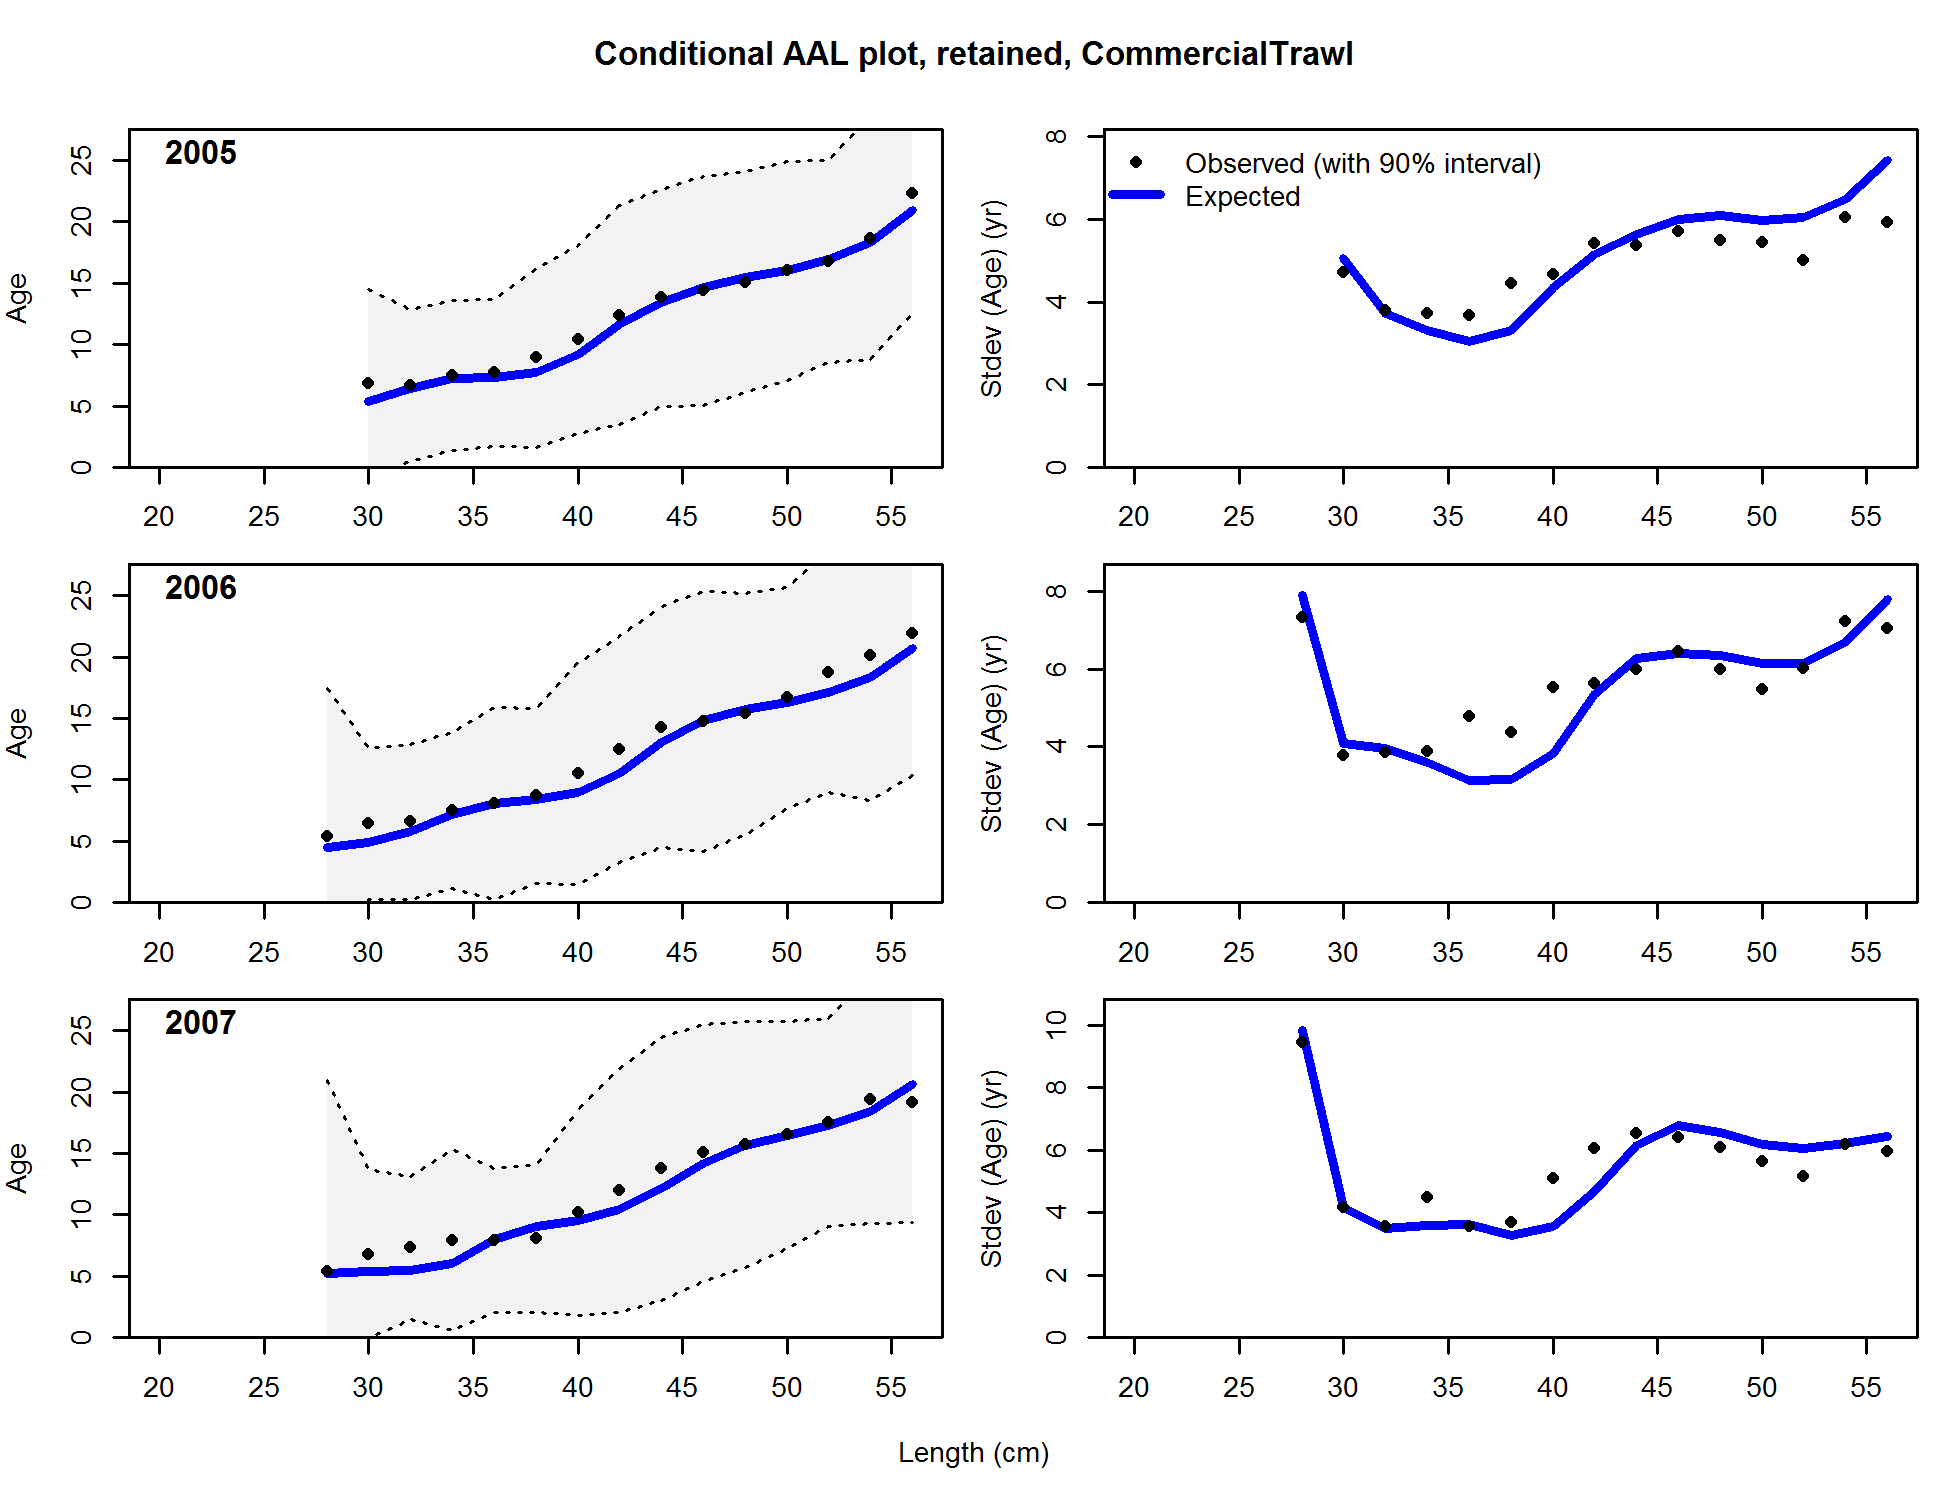 Conditional AAL plot, retained, CommercialTrawl
2005
Age
0 5 10 15 20 25
20 25 30 35 40 45 50 55
Observed (with 90% interval)
Expected
Stdev (Age) (yr)
0 2 4 6 8
20 25 30 35 40 45 50 55
2006
Age
0 5 10 15 20 25
20 25 30 35 40 45 50 55
Stdev (Age) (yr)
0 2 4 6 8
20 25 30 35 40 45 50 55
2007
Age
0 5 10 15 20 25
20 25 30 35 40 45 50 55
Stdev (Age) (yr)
0 2 4 6 8 10
20 25 30 35 40 45 50 55
Length (cm)